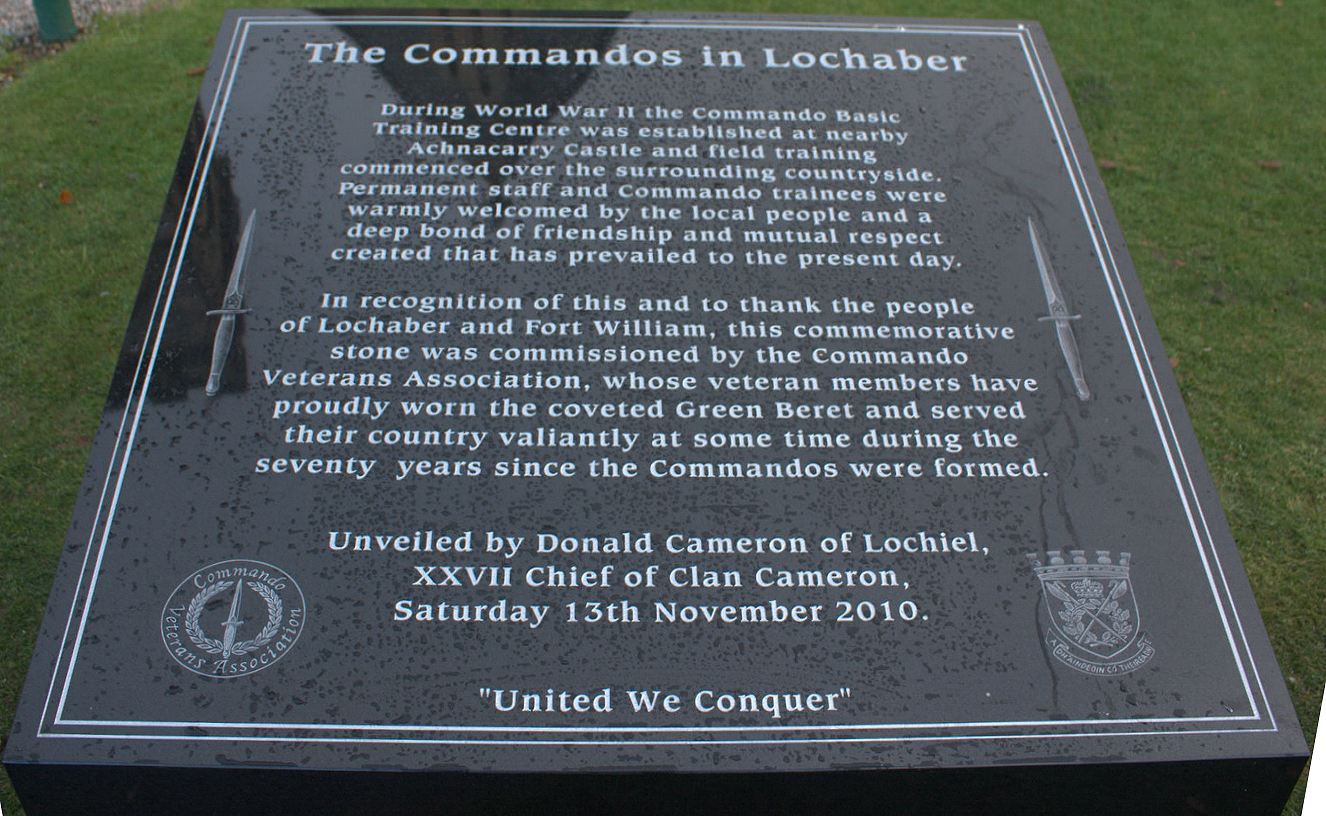 The Commandos in Lochaber
During World War II the Commando Basic
Training Centre was established at nearby
Achnacarry Castle and field training
commenced over the surrounding countryside.
Permanent staff and Commando trainees were
warmly welcomed by the local people and a
deep bond of friendship and mutual respect
created that has prevailed to the present day.
In recognition of this and to thank the people
of Lochaber and Fort William, this commemorative
stone was commissioned by the Commando
Veterans Association, whose veteran members have
proudly worn the coveted Green Beret and served
their country valiantly at some time during the
seventy years since the Commandos were formed.
Unveiled by Donald Cameron of Lochiel,
XXVII Chief of Clan Cameron,
Saturday 13th November 2010.
Commando
Veterans Association
"United We Conquer"